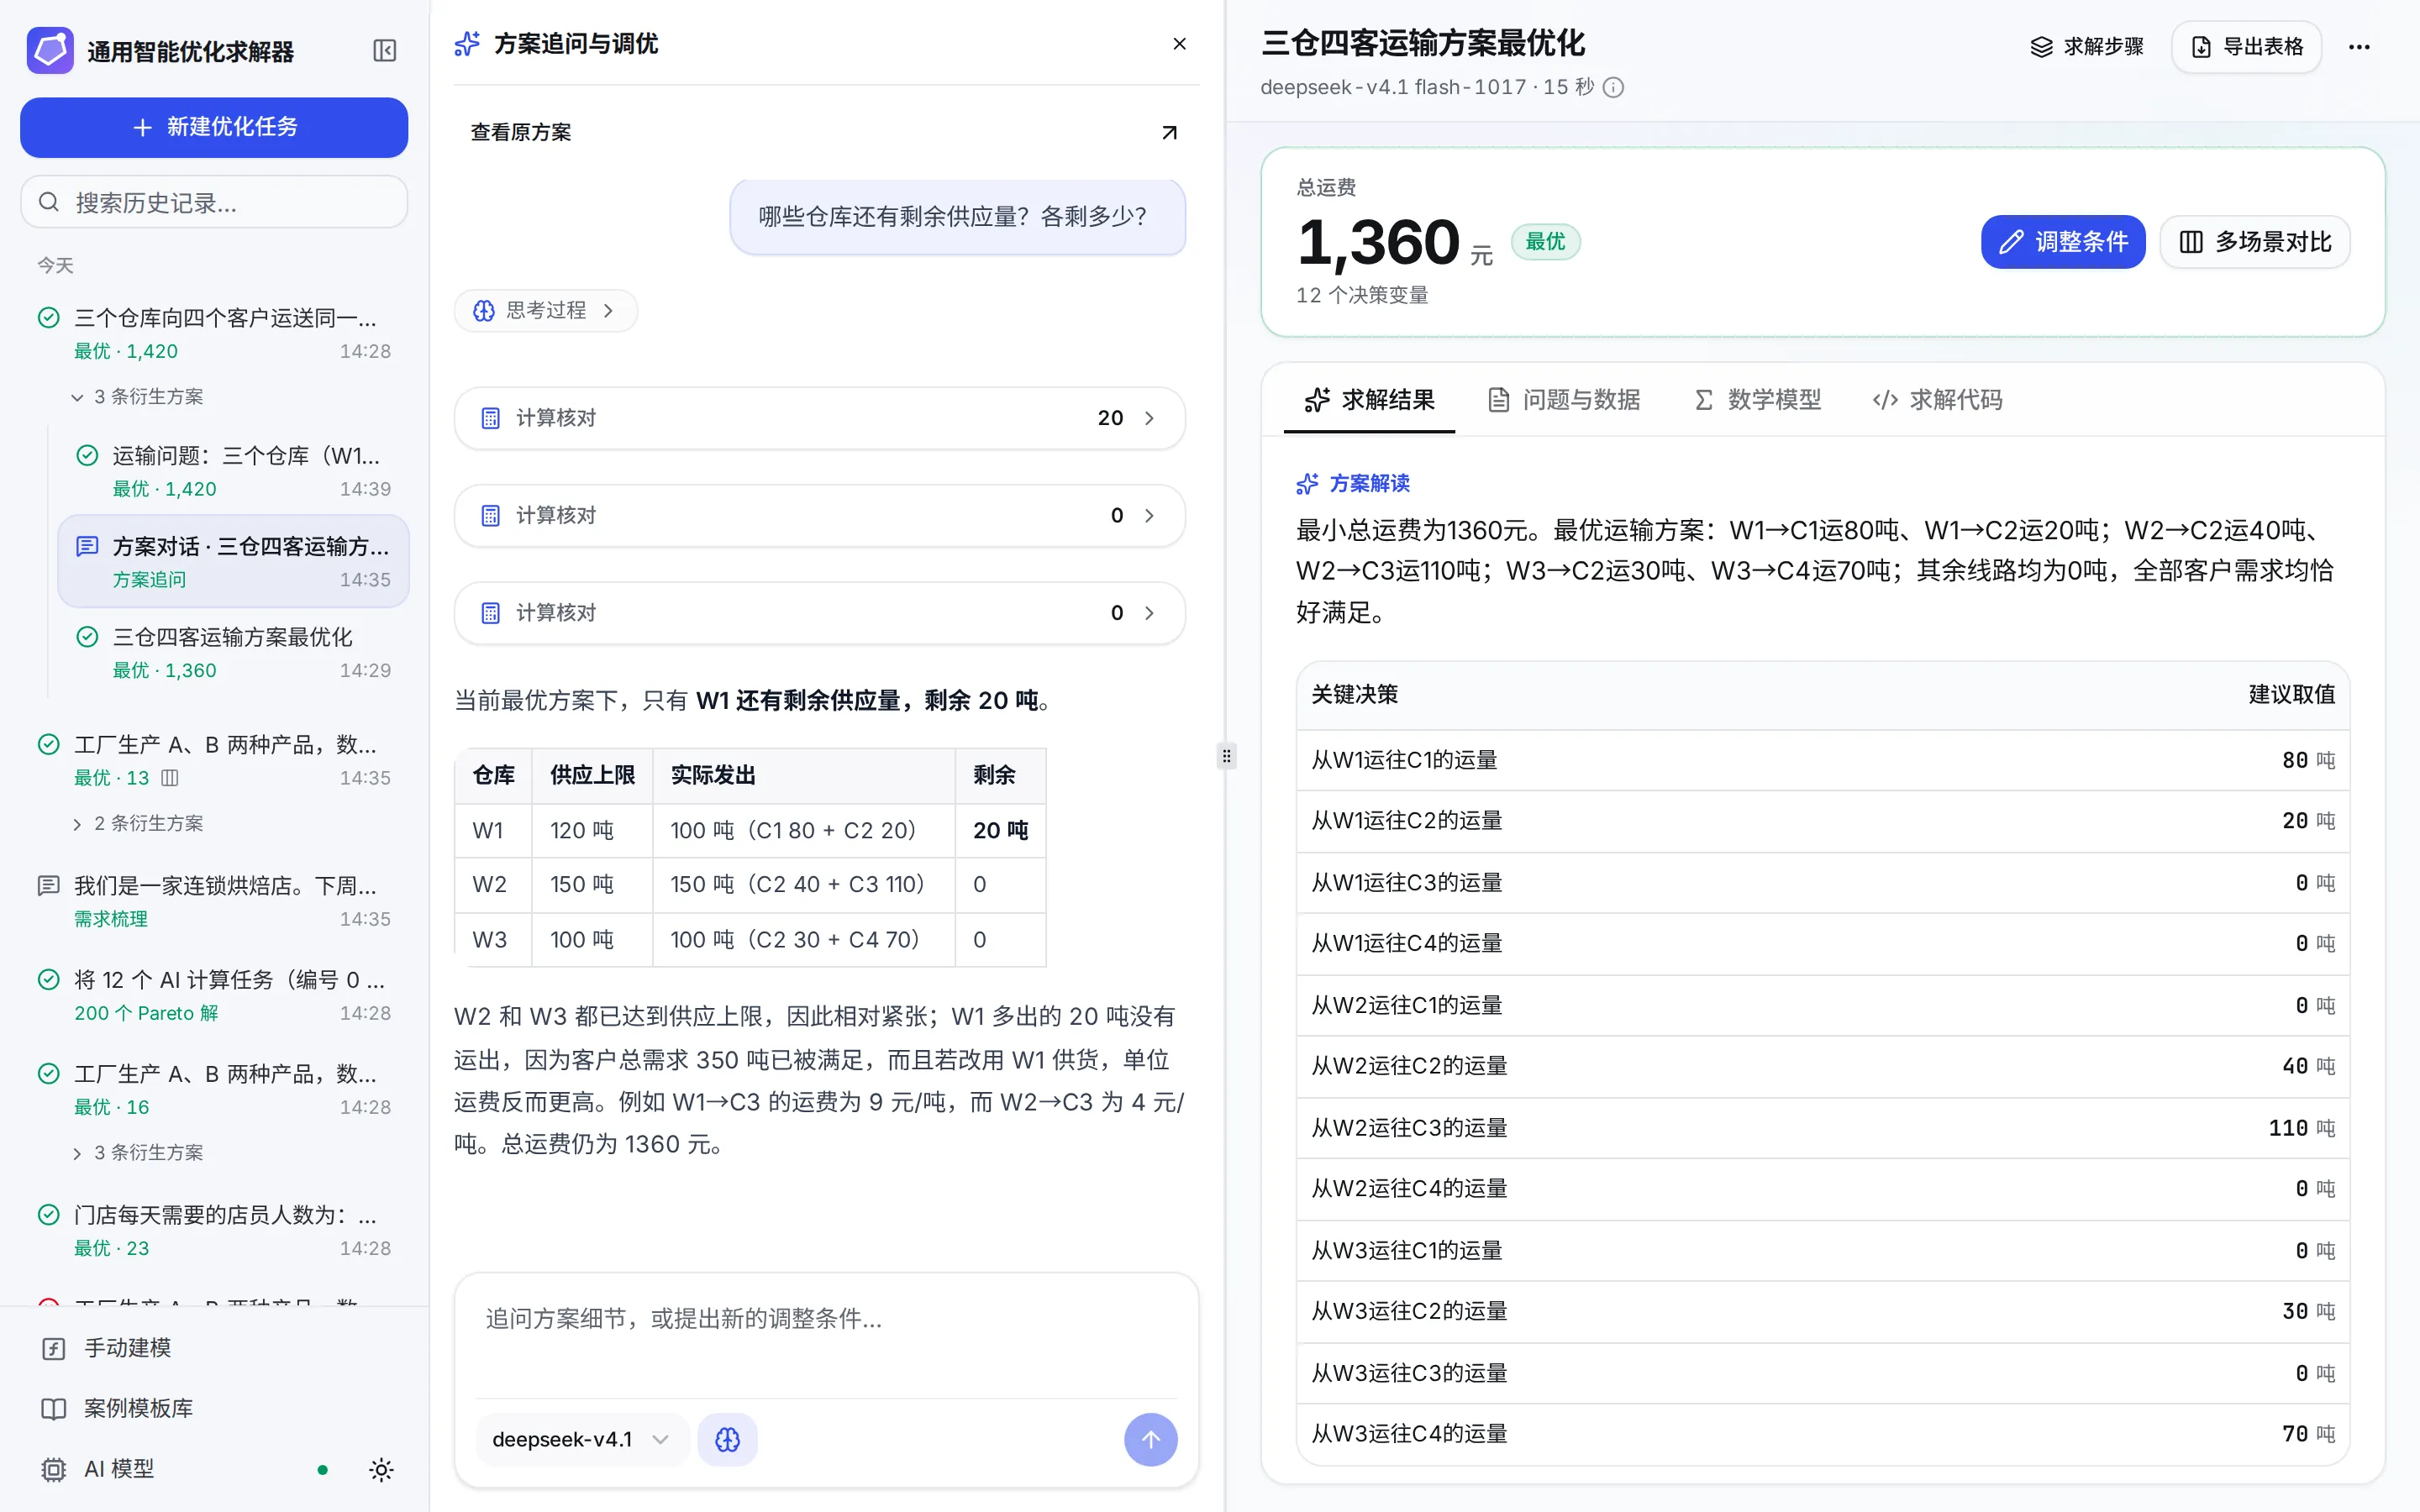 通用智能优化求解器
新建优化任务
搜索历史记录...
今天
三个仓库向四个客户运送同一...
最优 · 1,420 14:28
3 条衍生方案
运输问题：三个仓库（W1...
最优 · 1,420 14:39
方案对话 · 三仓四客运输方...
方案追问 14:35
三仓四客运输方案最优化
最优 · 1,360 14:29
工厂生产 A、B 两种产品，数...
最优 · 13 14:35
2 条衍生方案
我们是一家连锁烘焙店。下周...
需求梳理 14:35
将 12 个 AI 计算任务（编号 0 ...
200 个 Pareto 解 14:28
工厂生产 A、B 两种产品，数...
最优 · 16 14:28
3 条衍生方案
门店每天需要的店员人数为：...
最优 · 23 14:28
手动建模
案例模板库
AI 模型
方案追问与调优
查看原方案
哪些仓库还有剩余供应量？各剩多少？
思考过程
计算核对 20
计算核对 0
计算核对 0
当前最优方案下，只有 W1 还有剩余供应量，剩余 20 吨。
仓库 供应上限 实际发出 剩余
W1 120 吨 100 吨（C1 80 + C2 20） 20 吨
W2 150 吨 150 吨（C2 40 + C3 110） 0
W3 100 吨 100 吨（C2 30 + C4 70） 0
W2 和 W3 都已达到供应上限，因此相对紧张；W1 多出的 20 吨没有
运出，因为客户总需求 350 吨已被满足，而且若改用 W1 供货，单位
运费反而更高。例如 W1→C3 的运费为 9 元/吨，而 W2→C3 为 4 元/
吨。总运费仍为 1360 元。
追问方案细节，或提出新的调整条件...
deepseek-v4.1
三仓四客运输方案最优化
deepseek-v4.1 flash-1017 · 15 秒
求解步骤
导出表格
总运费
1,360 元 最优
12 个决策变量
调整条件
多场景对比
求解结果
问题与数据
数学模型
求解代码
方案解读
最小总运费为1360元。最优运输方案：W1→C1运80吨、W1→C2运20吨；W2→C2运40吨、
W2→C3运110吨；W3→C2运30吨、W3→C4运70吨；其余线路均为0吨，全部客户需求均恰
好满足。
关键决策 建议取值
从W1运往C1的运量 80 吨
从W1运往C2的运量 20 吨
从W1运往C3的运量 0 吨
从W1运往C4的运量 0 吨
从W2运往C1的运量 0 吨
从W2运往C2的运量 40 吨
从W2运往C3的运量 110 吨
从W2运往C4的运量 0 吨
从W3运往C1的运量 0 吨
从W3运往C2的运量 30 吨
从W3运往C3的运量 0 吨
从W3运往C4的运量 70 吨